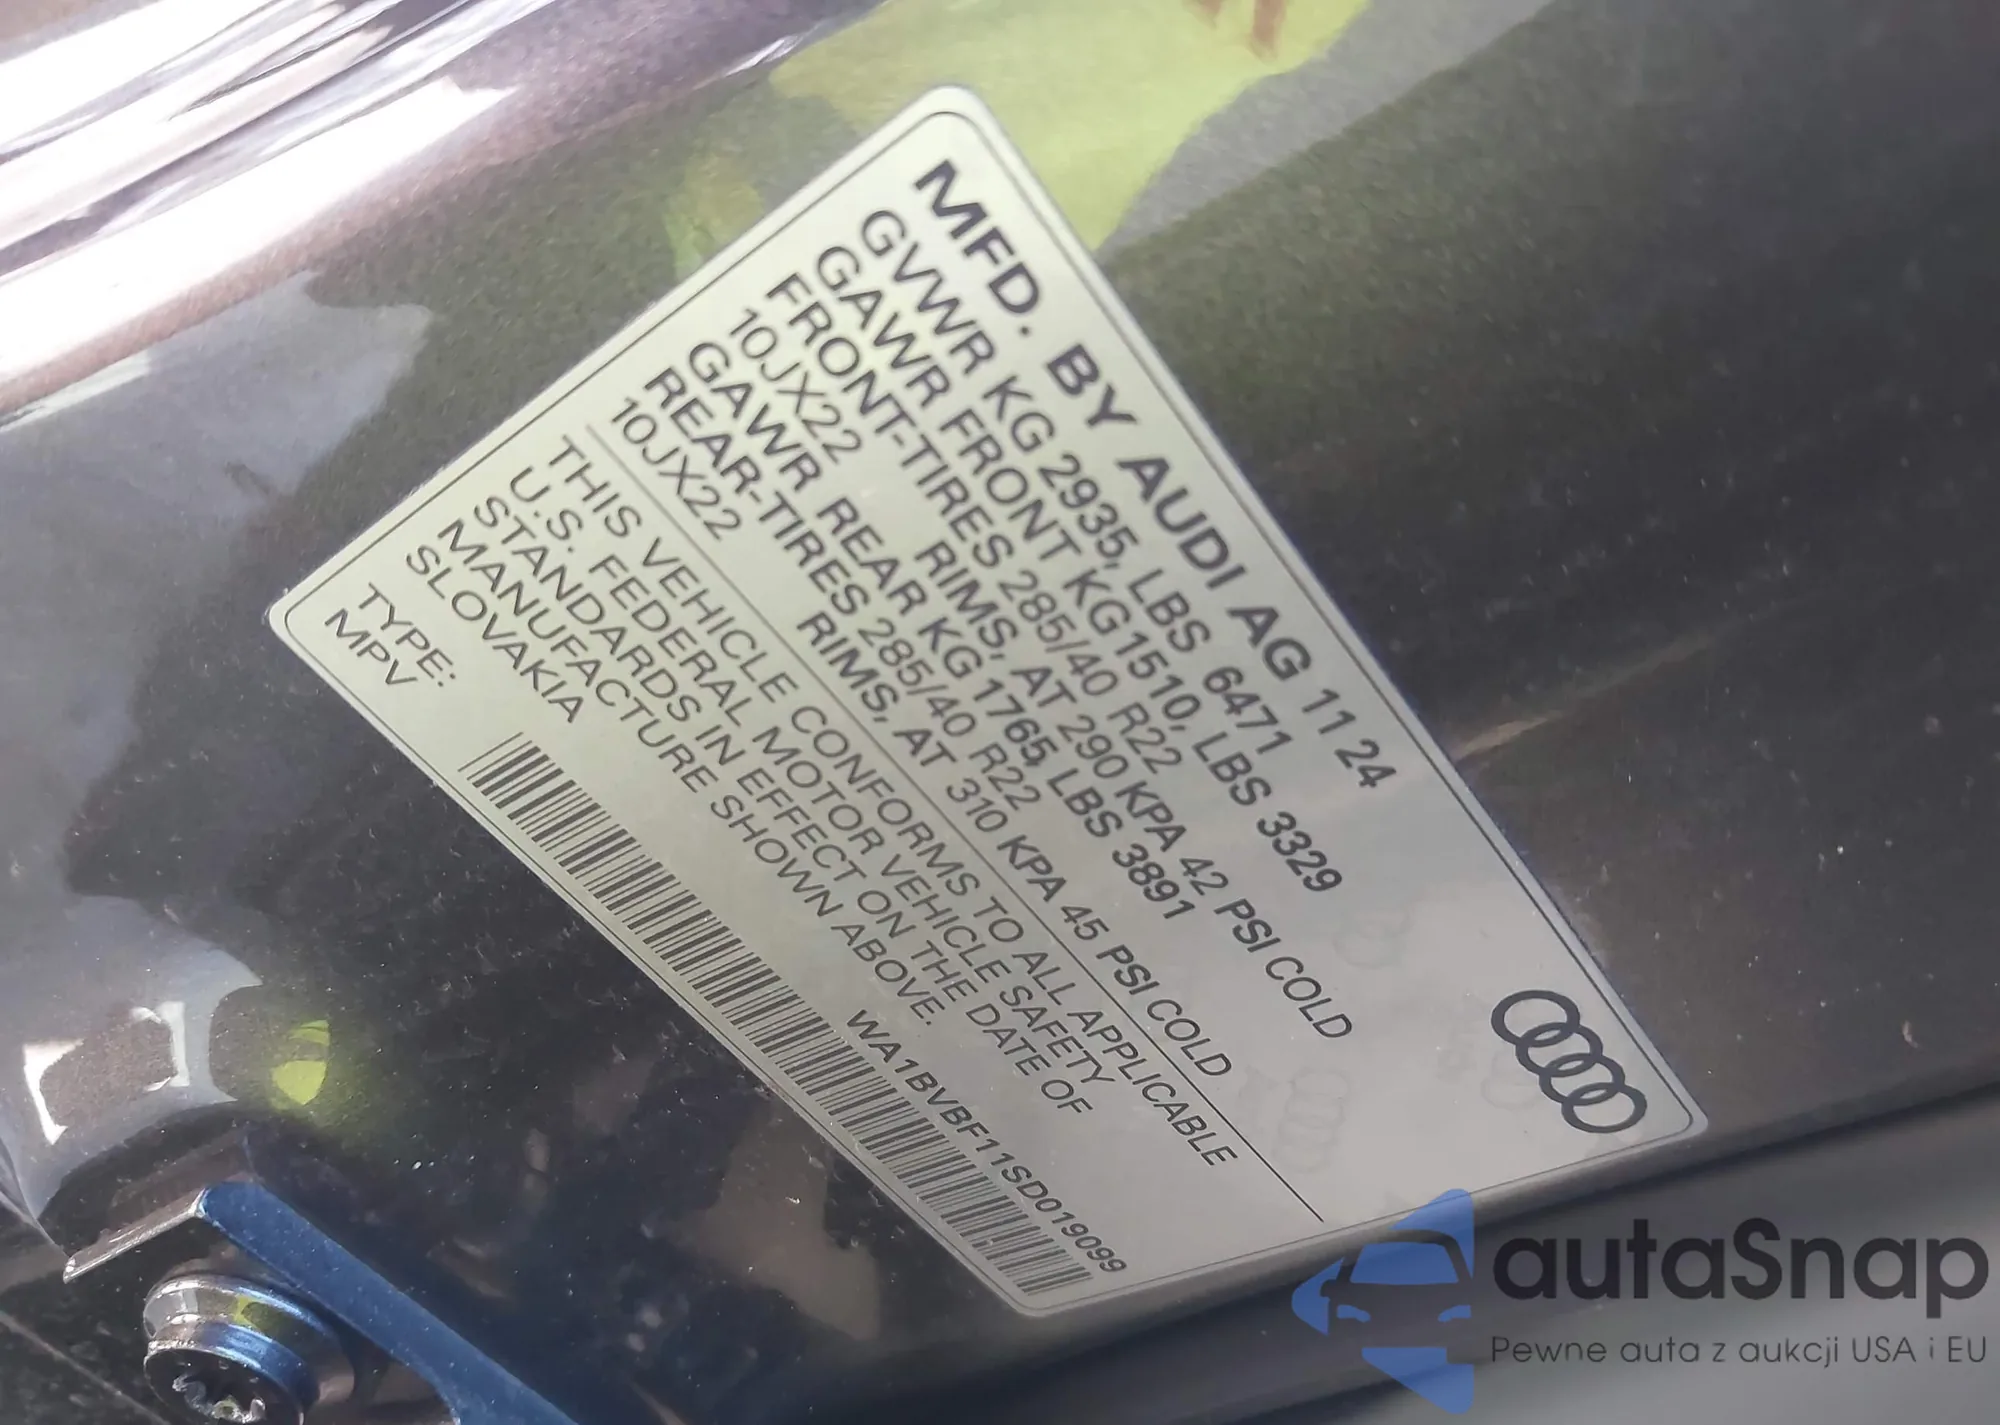 MFD. BY AUDI AG 11 24
GVWR KG 2935, LBS 6471
GAWR FRONT KG 1510, LBS 3329
FRONT-TIRES 285/40 R22
10JX22 RIMS, AT 290 KPA 42 PSI COLD
GAWR REAR KG 1765, LBS 3891
REAR-TIRES 285/40 R22
10JX22 RIMS, AT 310 KPA 45 PSI COLD
THIS VEHICLE CONFORMS TO ALL APPLICABLE
U.S. FEDERAL MOTOR VEHICLE SAFETY
STANDARDS IN EFFECT ON THE DATE OF
MANUFACTURE SHOWN ABOVE.
SLOVAKIA
WA1BVBF11SD019099
TYPE:
MPV
autaSnap
Pewne auta z aukcji USA i EU